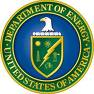 DEPARTMENT OF ENERGY
UNITED STATES OF AMERICA